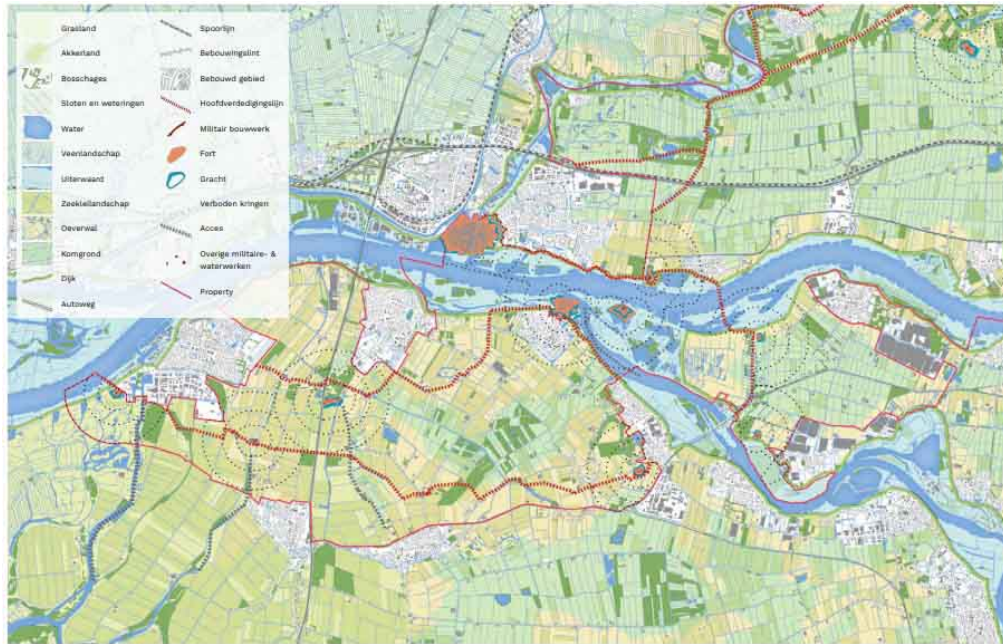 Grasland
Akkerland
Bosschages
Sloten en weteringen
Water
Veenlandschap
Uiterwaard
Zeekleilandschap
Oeverwal
Komgrond
Dijk
Autoweg
Spoorlijn
Bebouwingslint
Bebouwd gebied
Hoofdverdedigingslijn
Militair bouwwerk
Fort
Gracht
Verboden kringen
Acces
Overige militaire- &
waterwerken
Property